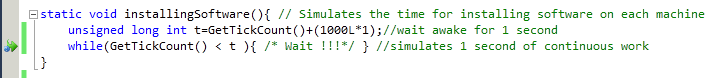 static void installingSoftware(){ // Simulates the time for installing software on each machine
unsigned long int t=GetTickCount()+(1000L*1);//wait awake for 1 second
while(GetTickCount() < t ){ /* Wait !!!*/ } //simulates 1 second of continuous work
}